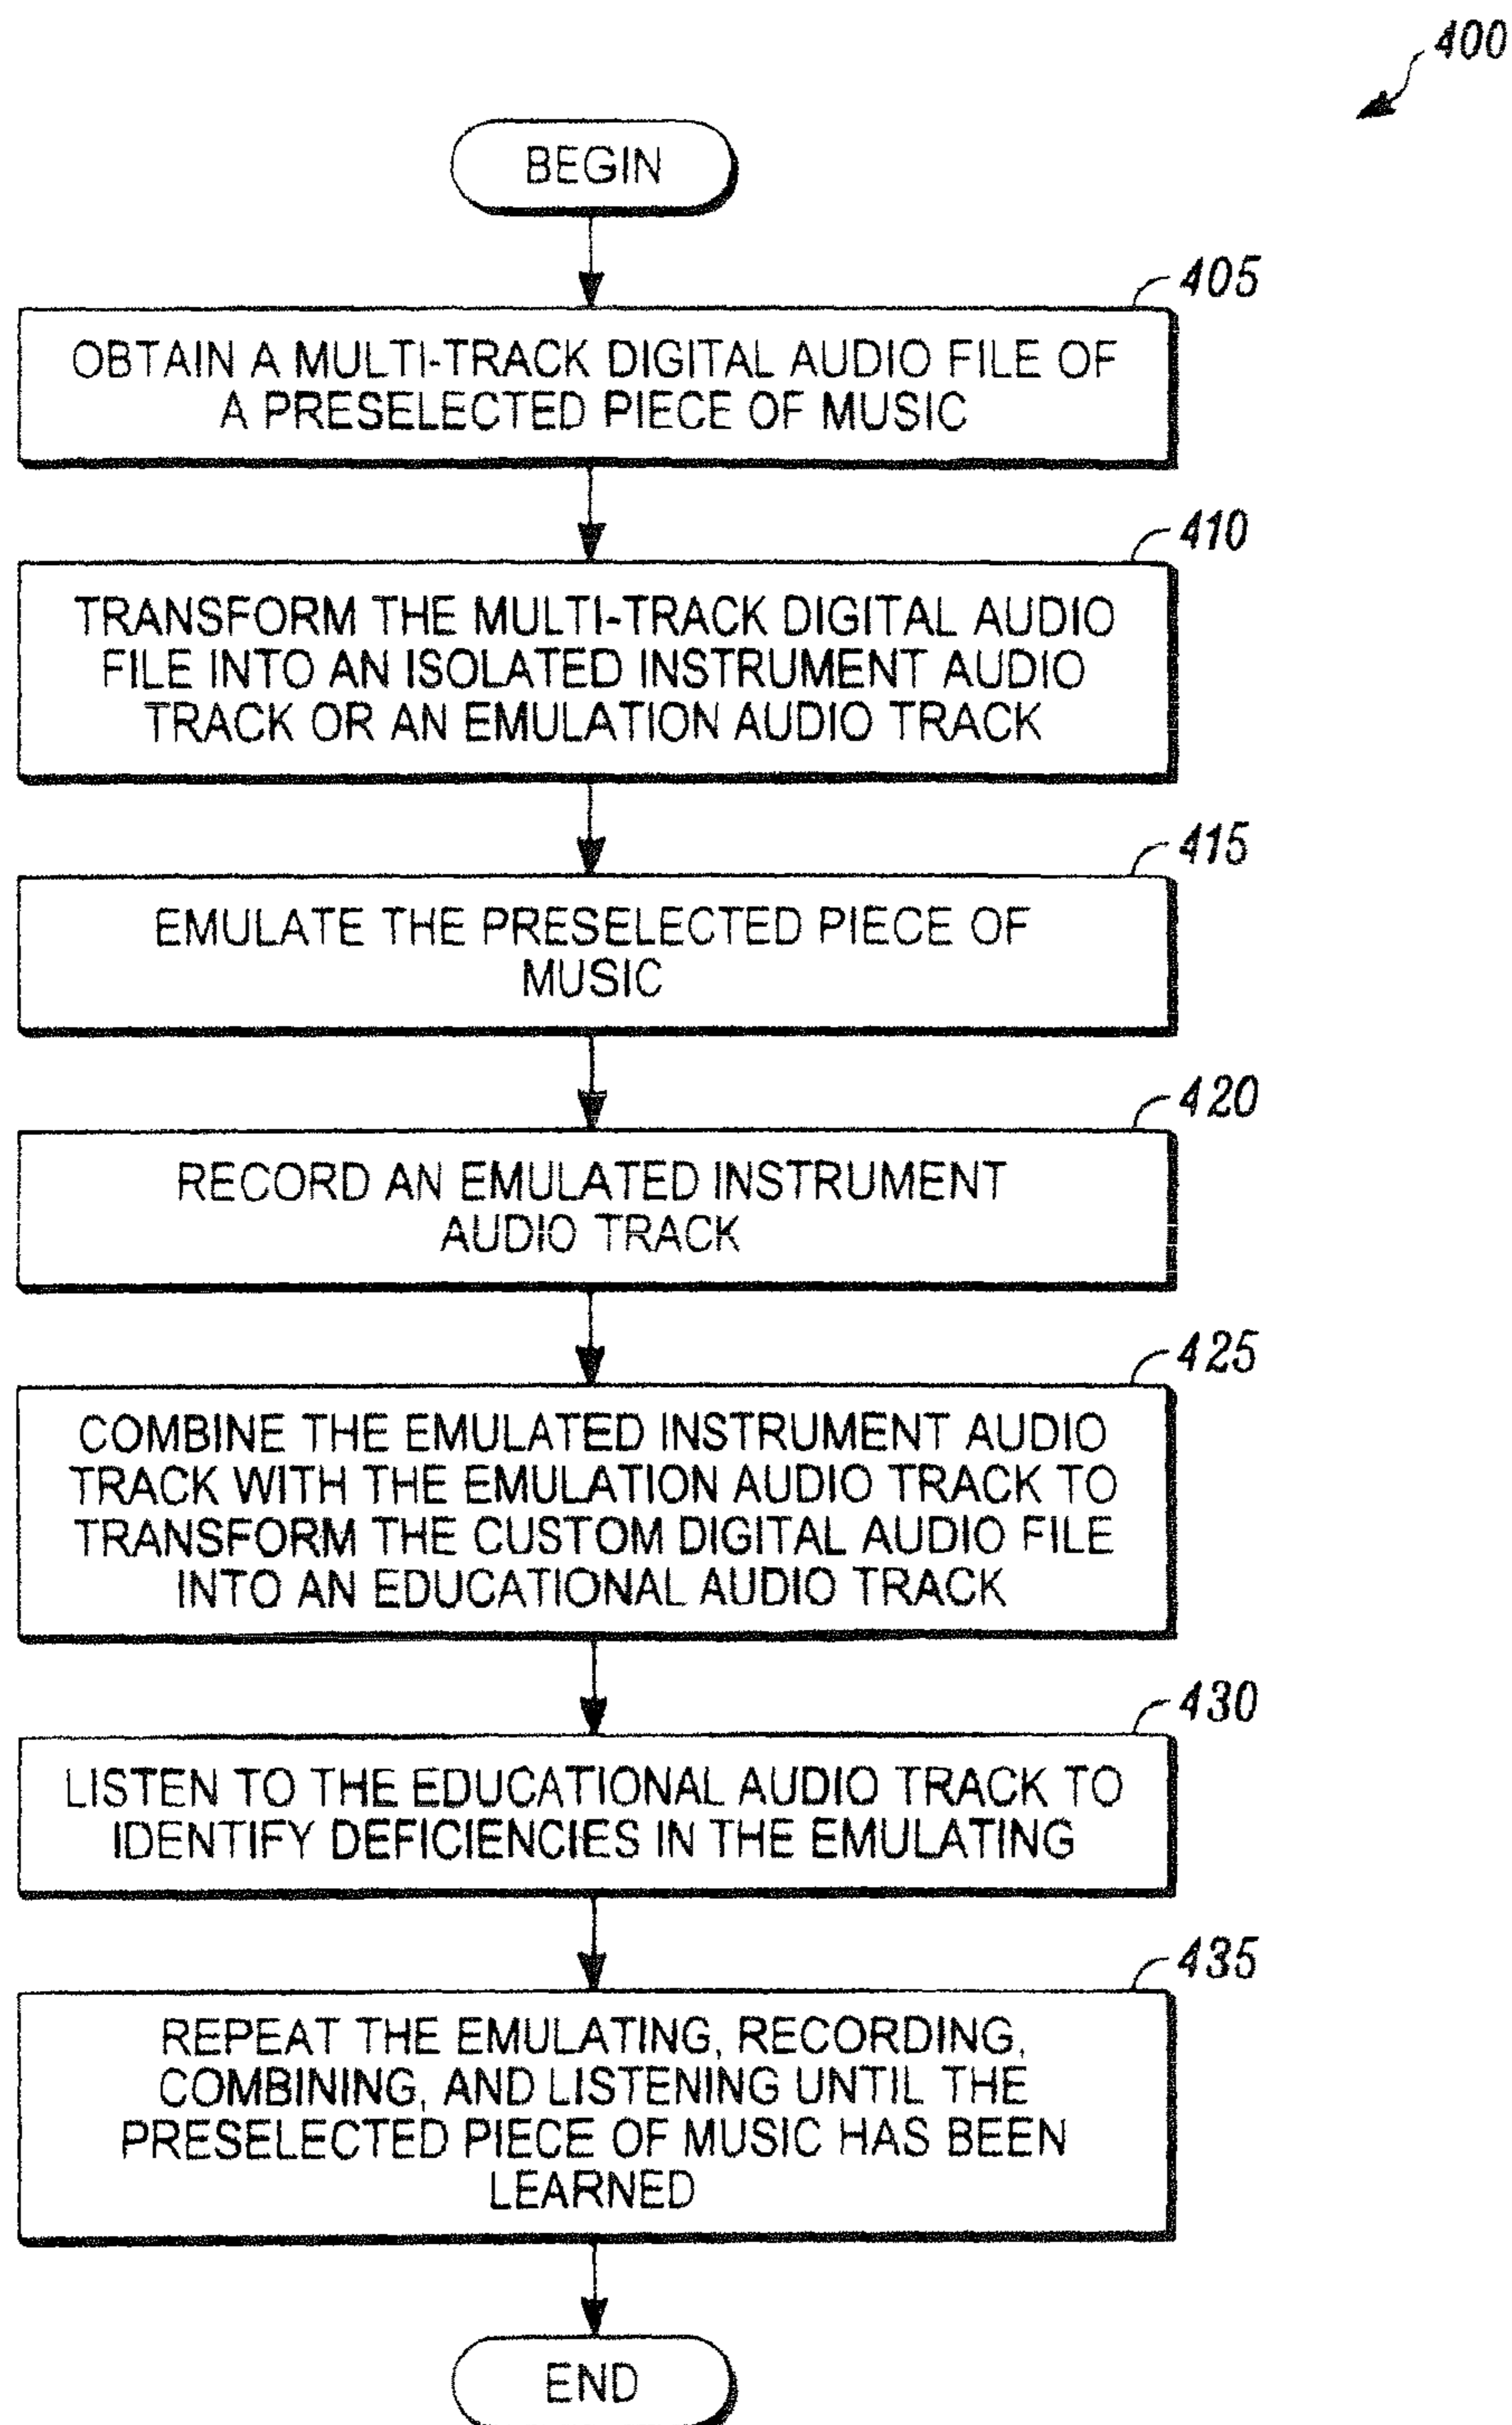 400
BEGIN
405
OBTAIN A MULTI-TRACK DIGITAL AUDIO FILE OF
A PRESELECTED PIECE OF MUSIC
410
TRANSFORM THE MULTI-TRACK DIGITAL AUDIO
FILE INTO AN ISOLATED INSTRUMENT AUDIO
TRACK OR AN EMULATION AUDIO TRACK
415
EMULATE THE PRESELECTED PIECE OF
MUSIC
420
RECORD AN EMULATED INSTRUMENT
AUDIO TRACK
425
COMBINE THE EMULATED INSTRUMENT AUDIO
TRACK WITH THE EMULATION AUDIO TRACK TO
TRANSFORM THE CUSTOM DIGITAL AUDIO FILE
INTO AN EDUCATIONAL AUDIO TRACK
430
LISTEN TO THE EDUCATIONAL AUDIO TRACK TO
IDENTIFY DEFICIENCIES IN THE EMULATING
435
REPEAT THE EMULATING, RECORDING,
COMBINING, AND LISTENING UNTIL THE
PRESELECTED PIECE OF MUSIC HAS BEEN
LEARNED
END